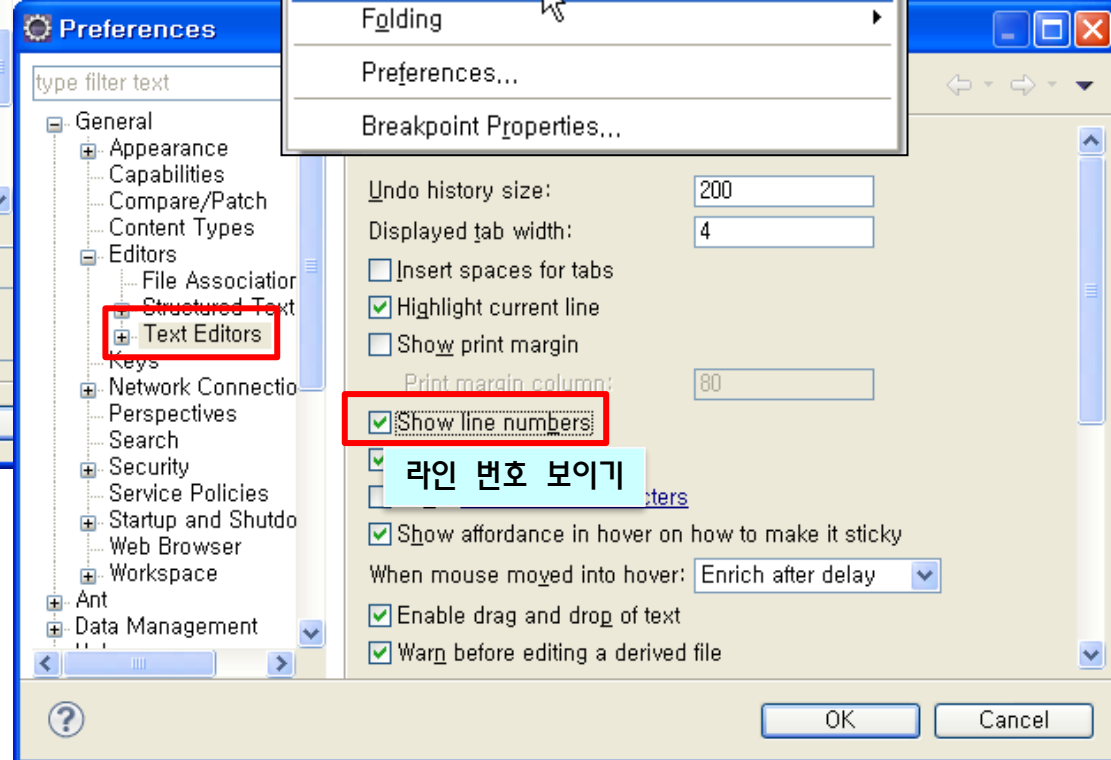 Preferences
Folding
Preferences...
Breakpoint Properties...
type filter text
General
Appearance
Capabilities
Compare/Patch
Content Types
Editors
File Association
Structured Text
Text Editors
Keys
Network Connectio
Perspectives
Search
Security
Service Policies
Startup and Shutdo
Web Browser
Workspace
Ant
Data Management
Undo history size: 200
Displayed tab width: 4
Insert spaces for tabs
Highlight current line
Show print margin
Print margin column: 80
Show line numbers
라인 번호 보이기
cters
Show affordance in hover on how to make it sticky
When mouse moved into hover: Enrich after delay
Enable drag and drop of text
Warn before editing a derived file
OK Cancel